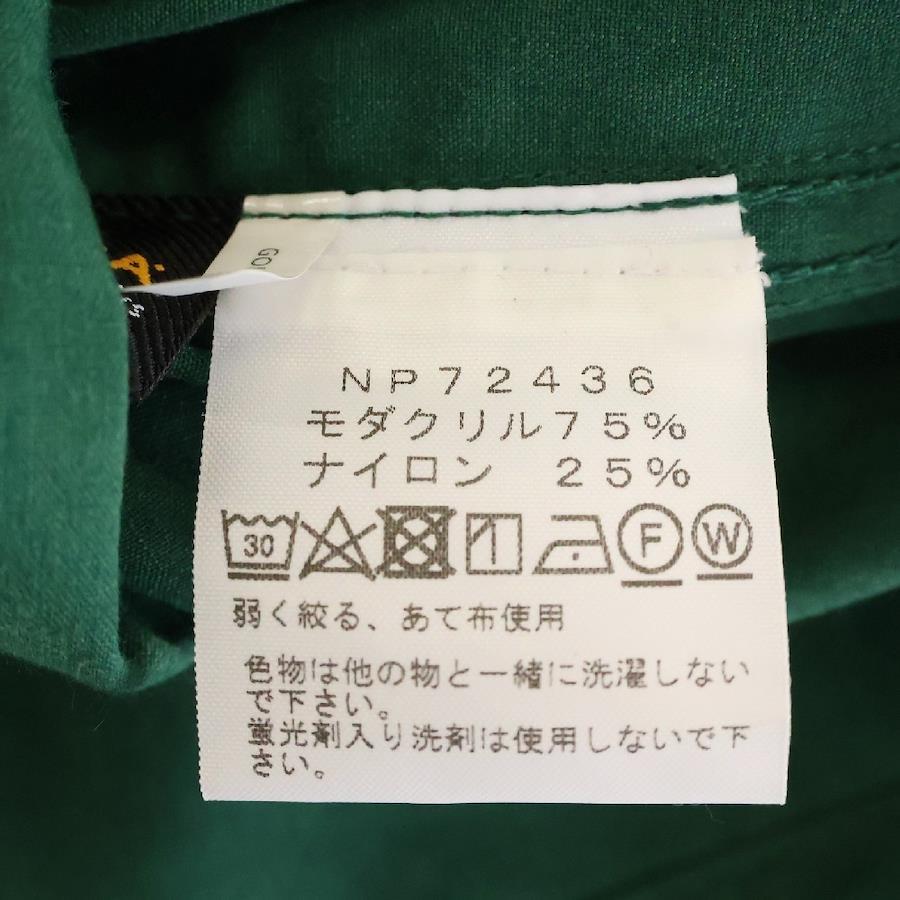 GO
NP72436
モダクリル75%
ナイロン 25%
30 F W
弱く絞る、あて布使用
色物は他の物と一緒に洗濯しない
で下さい。
蛍光剤入り洗剤は使用しないで下
さい。